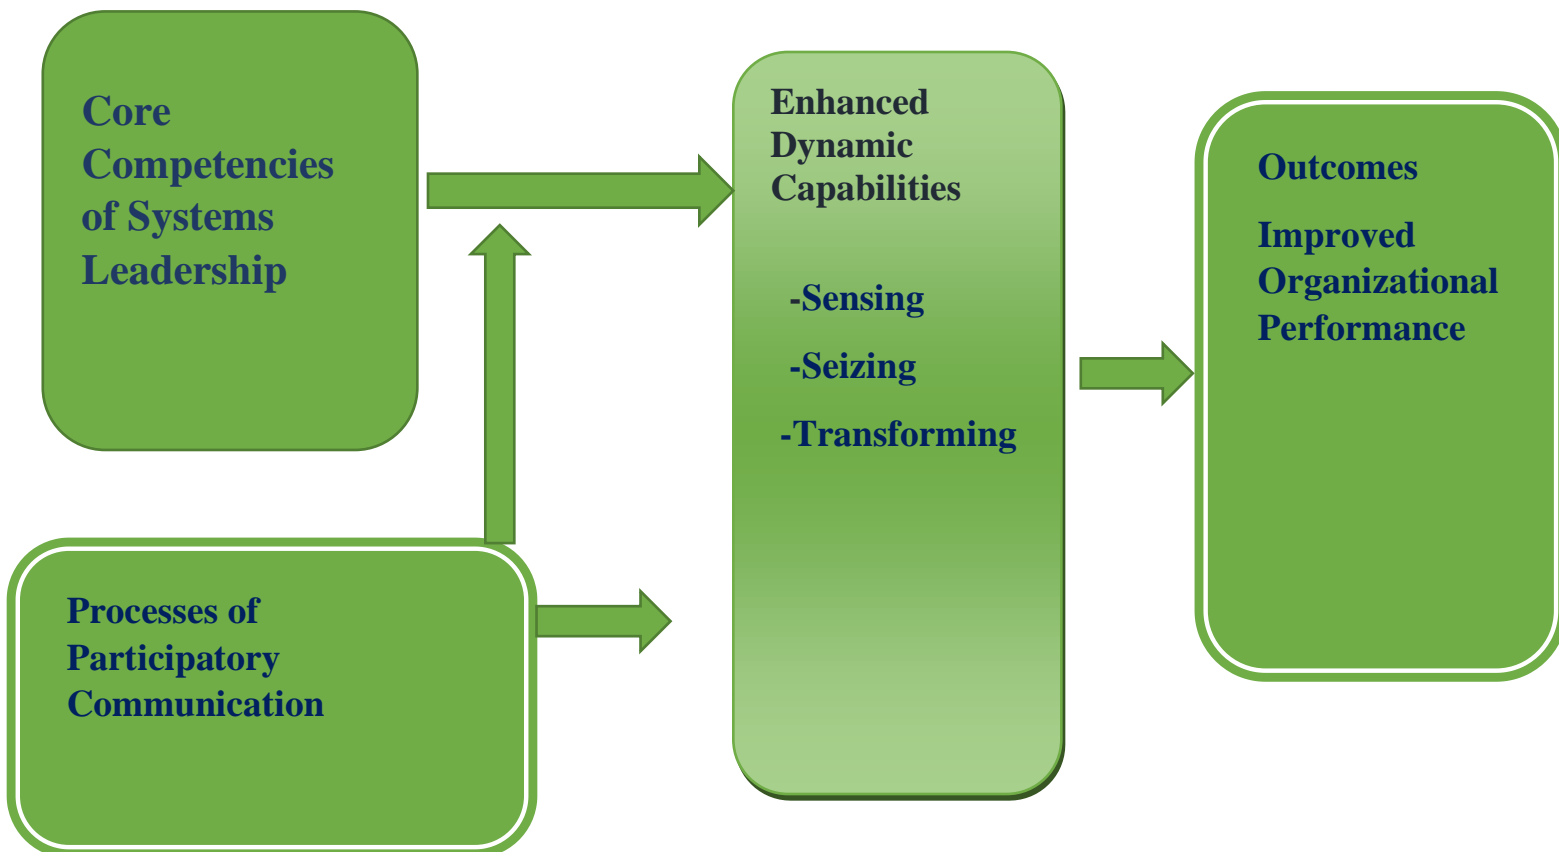 Core
Competencies
of Systems
Leadership
Enhanced
Dynamic
Capabilities
-Sensing
-Seizing
-Transforming
Outcomes
Improved
Organizational
Performance
Processes of
Participatory
Communication